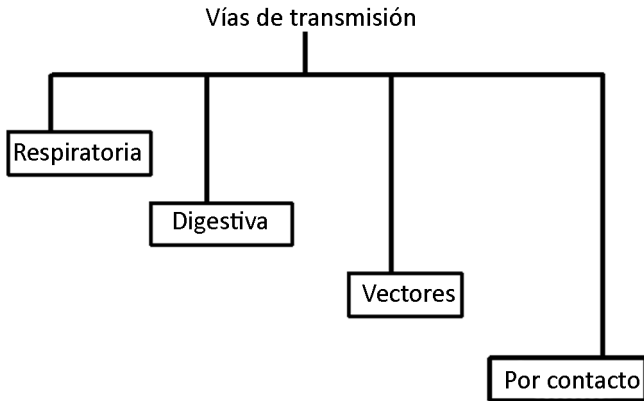 Vías de transmisión
Respiratoria
Digestiva
Vectores
Por contacto